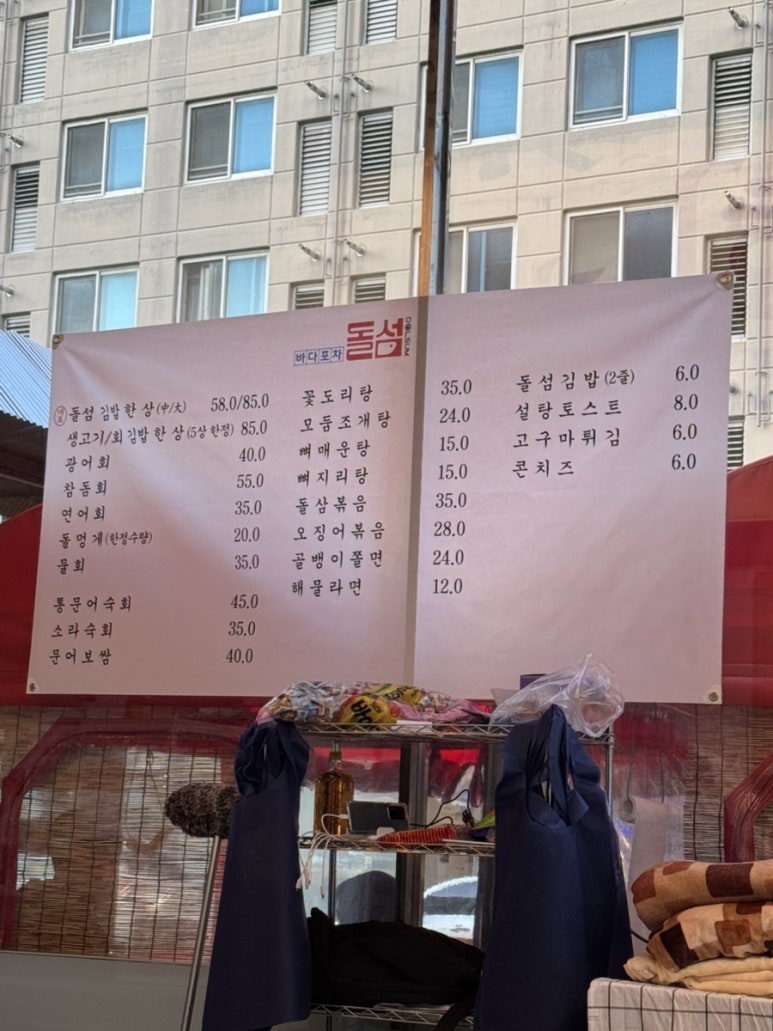 바다포차 돌섬 DOLSUM
대표 돌섬 김밥 한 상 (中/大) 58.0/85.0
생고기/회 김밥 한 상 (5상 한정) 85.0
광어회 40.0
참돔회 55.0
연어회 35.0
돌멍게 (한정수량) 20.0
물회 35.0
통문어숙회 45.0
소라숙회 35.0
문어보쌈 40.0
꽃도리탕 35.0
모둠조개탕 24.0
뼈매운탕 15.0
뼈지리탕 15.0
돌삼볶음 35.0
오징어볶음 28.0
골뱅이쫄면 24.0
해물라면 12.0
돌섬김밥 (2줄) 6.0
설탕토스트 8.0
고구마튀김 6.0
콘치즈 6.0